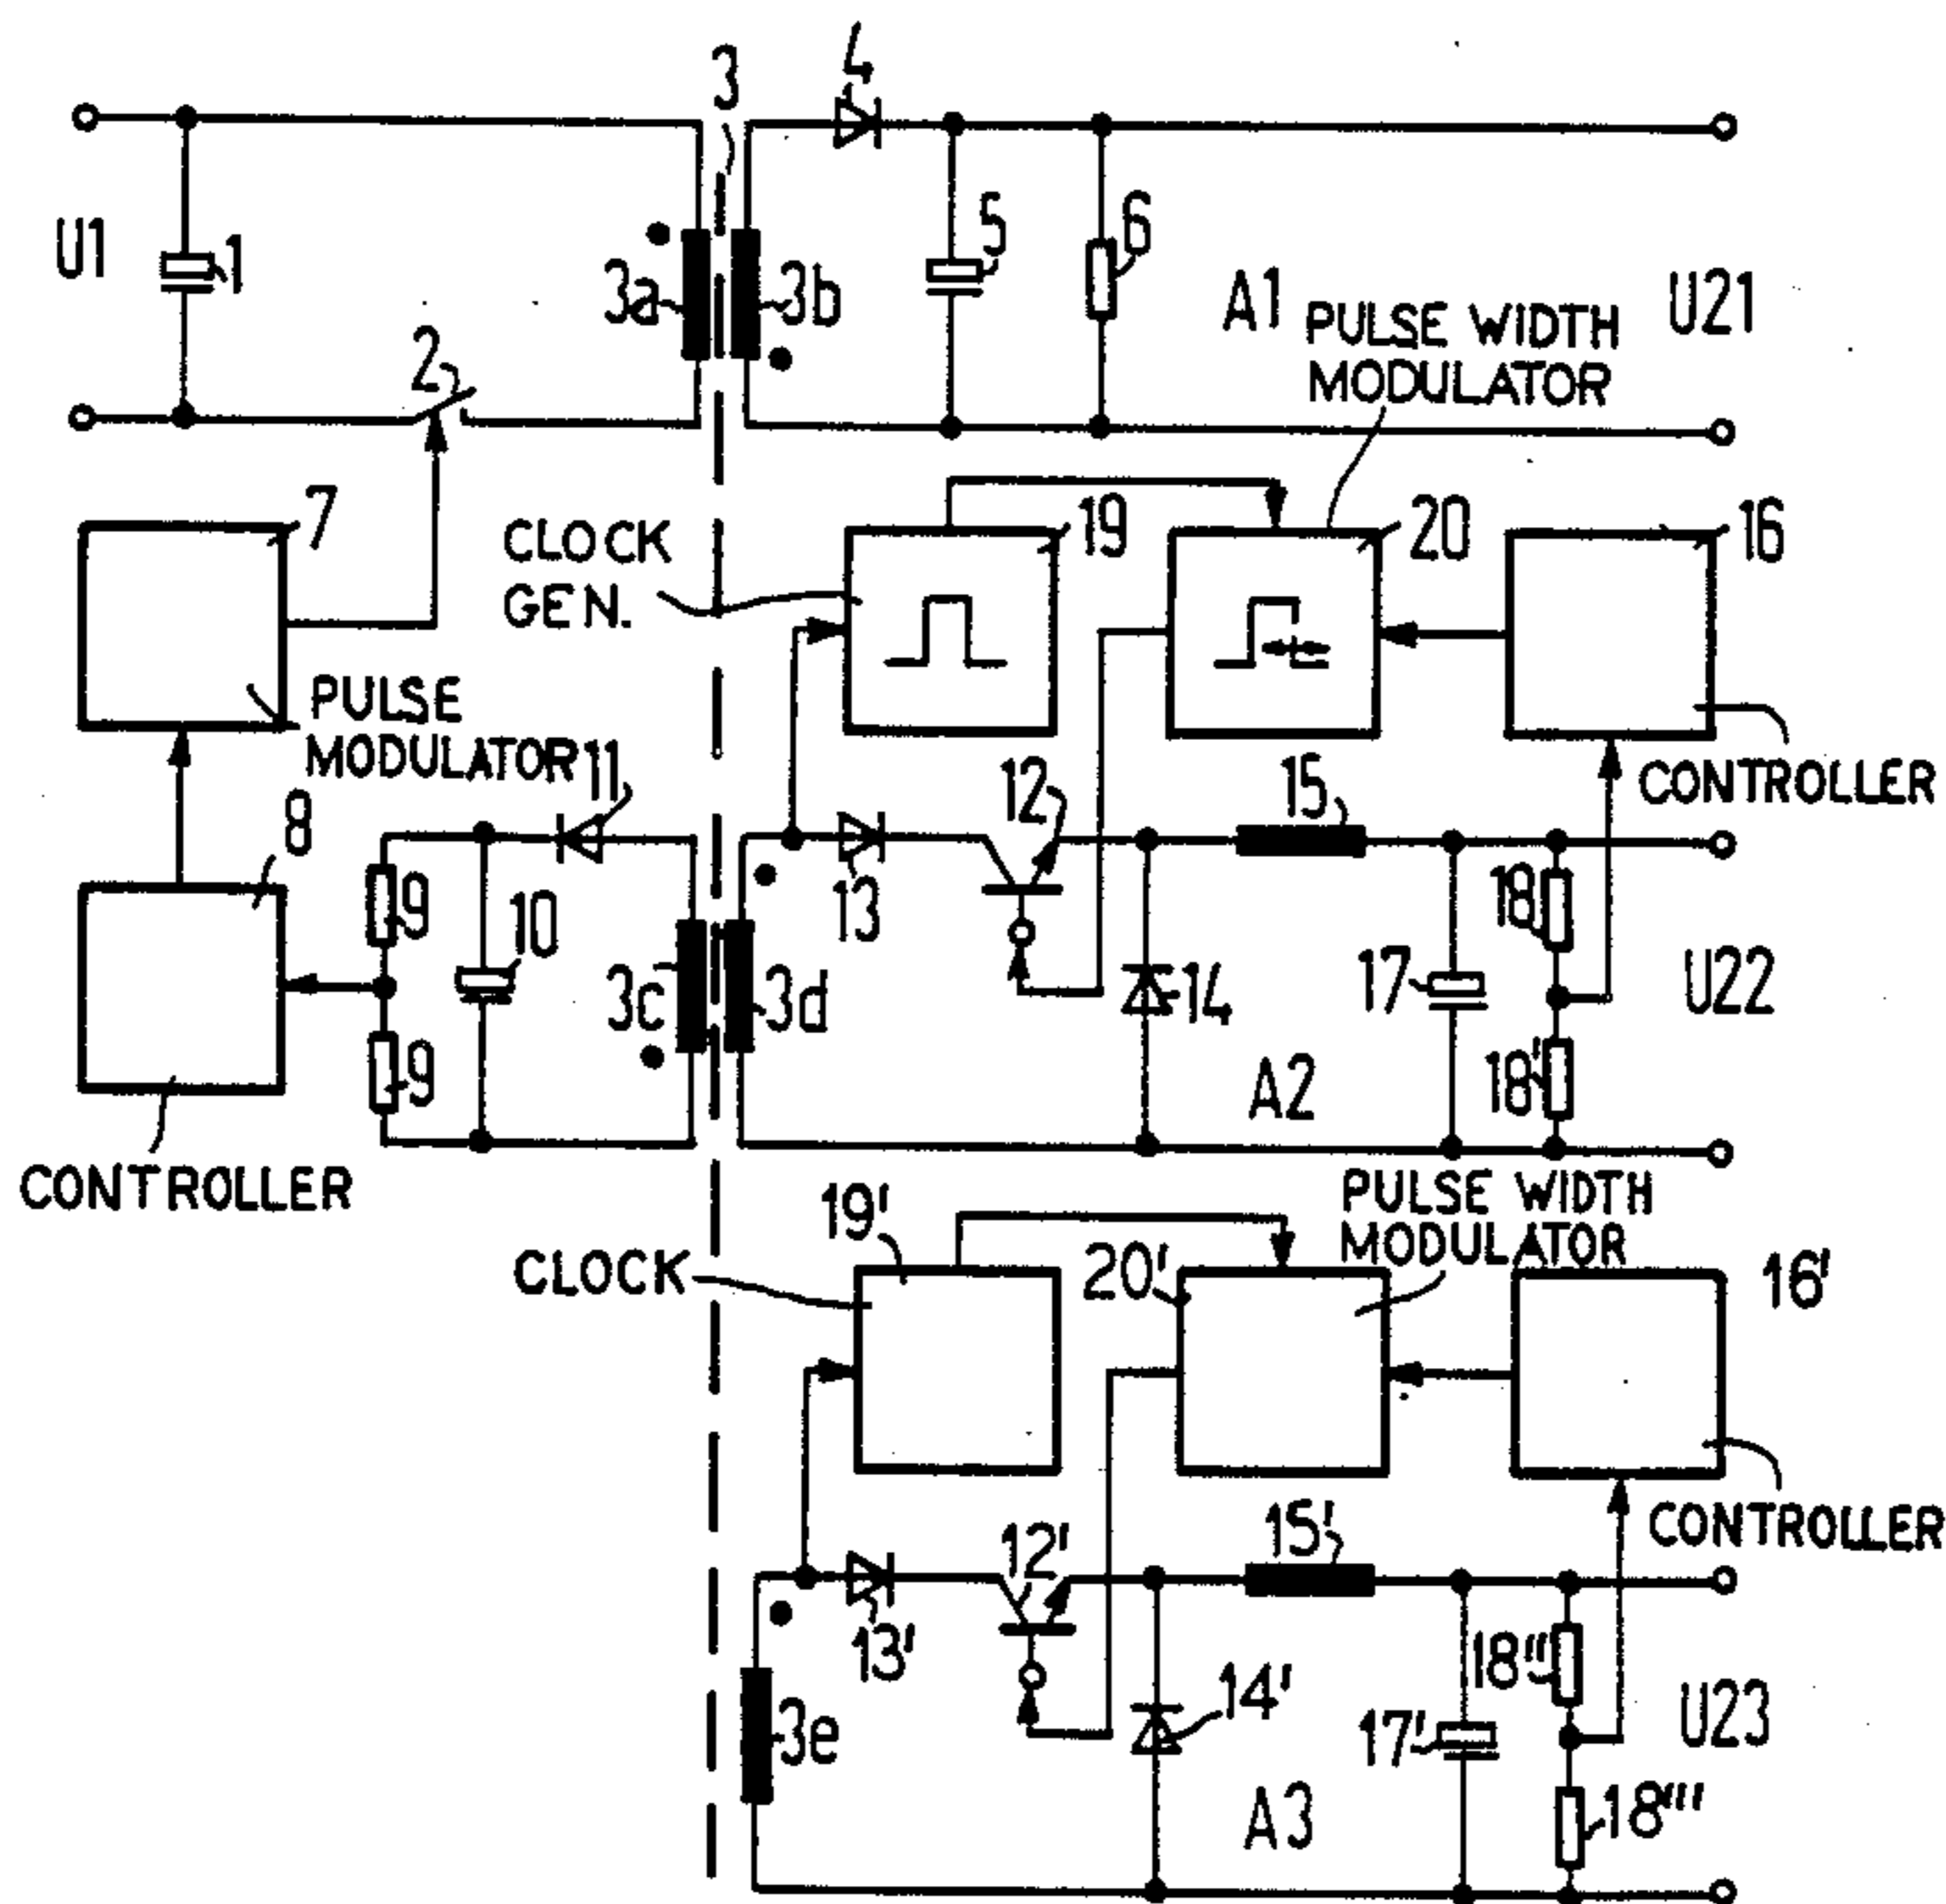 3
4
U1
1
3a
3b
5
6
A1
U21
PULSE WIDTH
MODULATOR
2
7
CLOCK
GEN.
19
20
16
PULSE
MODULATOR
11
CONTROLLER
8
12
15
9
10
13
18
3c
3d
14
17
U22
9
18'
A2
CONTROLLER
19'
PULSE WIDTH
MODULATOR
CLOCK
20'
16'
15'
CONTROLLER
12'
13'
18"
14'
3e
17'
U23
A3
18'''